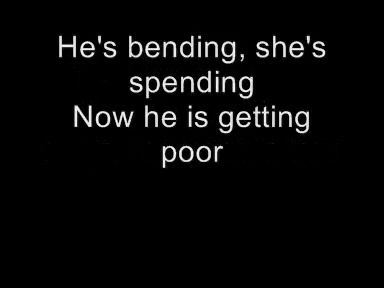 He's bending, she's
spending
Now he is getting
poor